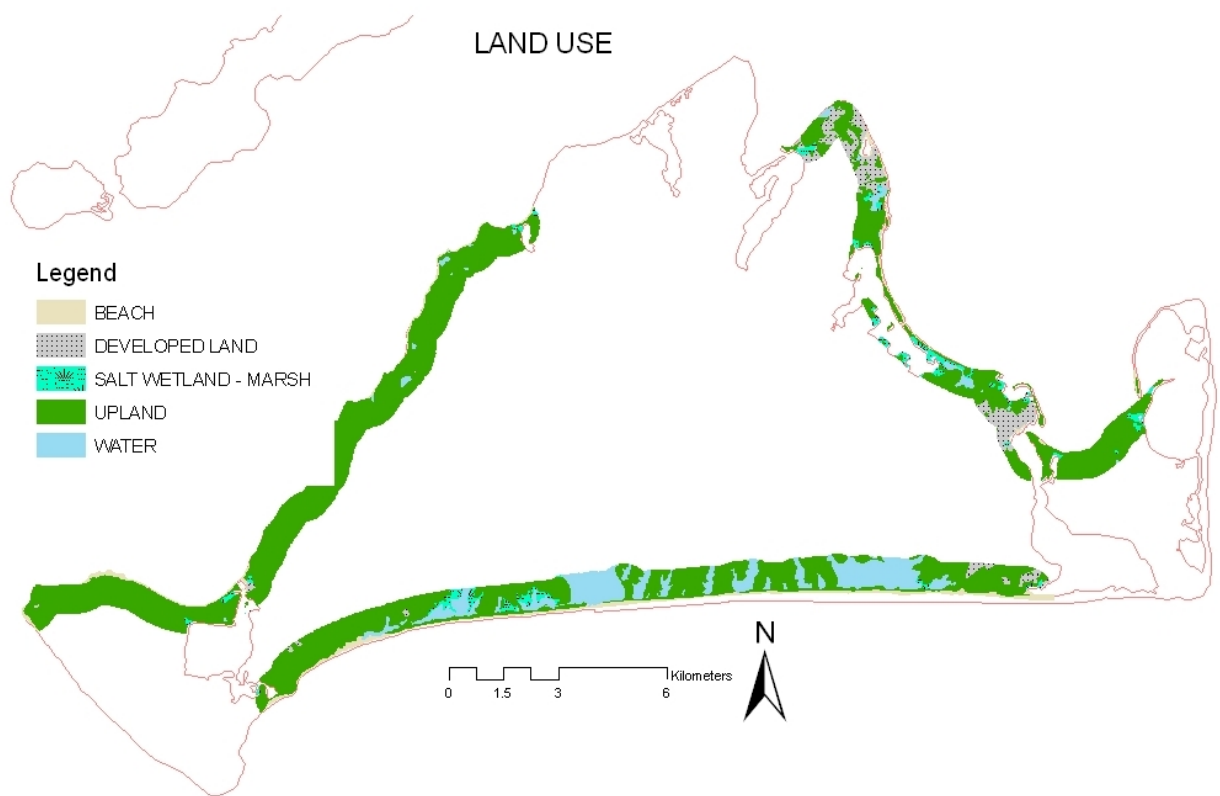 LAND USE
Legend
BEACH
DEVELOPED LAND
SALT WETLAND - MARSH
UPLAND
WATER
N
Kilometers
0 1.5 3 6